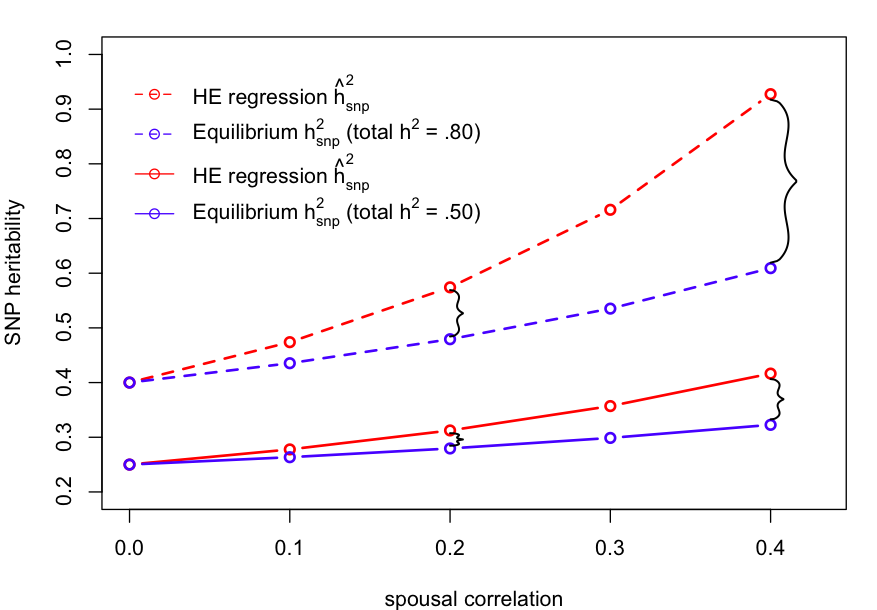 HE regression ĥ²snp
Equilibrium h²snp (total h² = .80)
HE regression ĥ²snp
Equilibrium h²snp (total h² = .50)
SNP heritability
1.0
0.9
0.8
0.7
0.6
0.5
0.4
0.3
0.2
0.0 0.1 0.2 0.3 0.4
spousal correlation